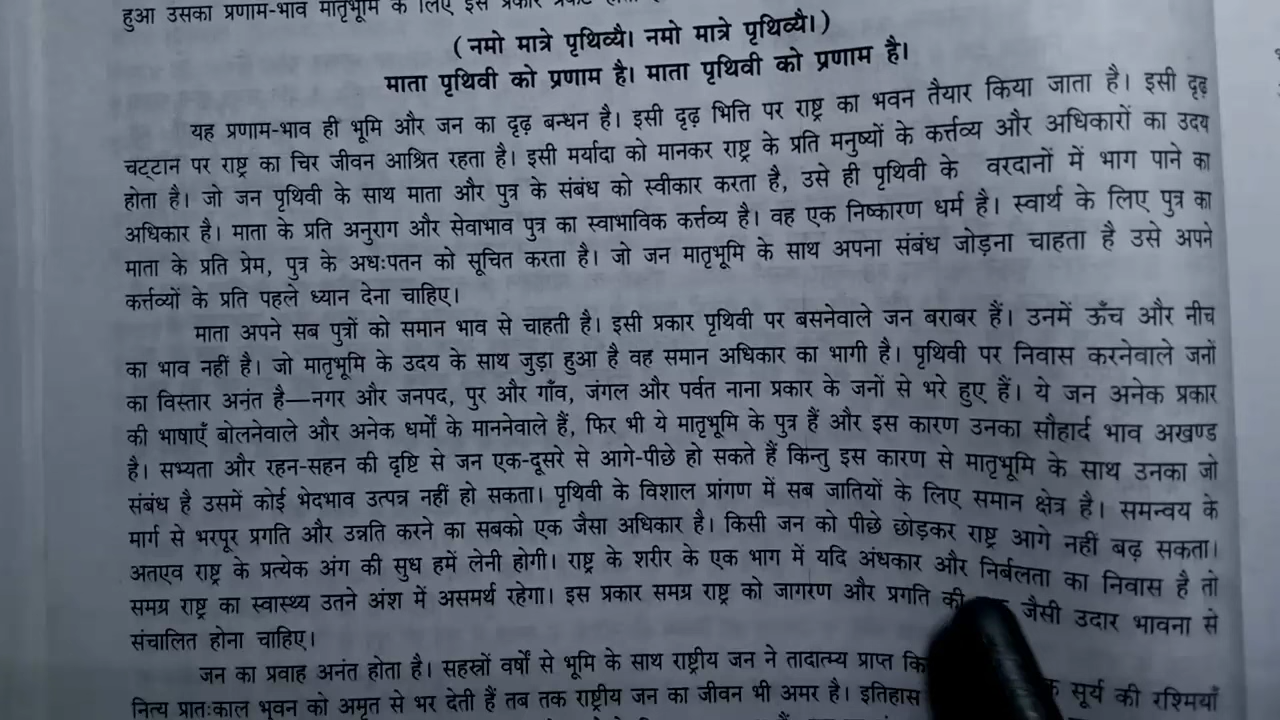 हुआ उसका प्रणाम-भाव मातृभूमि के लिए इस प्रकार
(नमो मात्रे पृथिव्यै। नमो मात्रे पृथिव्यै।)
माता पृथिवी को प्रणाम है। माता पृथिवी को प्रणाम है।
यह प्रणाम-भाव ही भूमि और जन का दृढ़ बन्धन है। इसी दृढ़ भित्ति पर राष्ट्र का भवन तैयार किया जाता है। इसी दृढ़
चट्टान पर राष्ट्र का चिर जीवन आश्रित रहता है। इसी मर्यादा को मानकर राष्ट्र के प्रति मनुष्यों के कर्त्तव्य और अधिकारों का उदय
होता है। जो जन पृथिवी के साथ माता और पुत्र के संबंध को स्वीकार करता है, उसे ही पृथिवी के वरदानों में भाग पाने का
अधिकार है। माता के प्रति अनुराग और सेवाभाव पुत्र का स्वाभाविक कर्त्तव्य है। वह एक निष्कारण धर्म है। स्वार्थ के लिए पुत्र का
माता के प्रति प्रेम, पुत्र के अधःपतन को सूचित करता है। जो जन मातृभूमि के साथ अपना संबंध जोड़ना चाहता है उसे अपने
कर्त्तव्यों के प्रति पहले ध्यान देना चाहिए।
माता अपने सब पुत्रों को समान भाव से चाहती है। इसी प्रकार पृथिवी पर बसनेवाले जन बराबर हैं। उनमें ऊँच और नीच
का भाव नहीं है। जो मातृभूमि के उदय के साथ जुड़ा हुआ है वह समान अधिकार का भागी है। पृथिवी पर निवास करनेवाले जनों
का विस्तार अनंत है—नगर और जनपद, पुर और गाँव, जंगल और पर्वत नाना प्रकार के जनों से भरे हुए हैं। ये जन अनेक प्रकार
की भाषाएँ बोलनेवाले और अनेक धर्मों के माननेवाले हैं, फिर भी ये मातृभूमि के पुत्र हैं और इस कारण उनका सौहार्द भाव अखण्ड
है। सभ्यता और रहन-सहन की दृष्टि से जन एक-दूसरे से आगे-पीछे हो सकते हैं किन्तु इस कारण से मातृभूमि के साथ उनका जो
संबंध है उसमें कोई भेदभाव उत्पन्न नहीं हो सकता। पृथिवी के विशाल प्रांगण में सब जातियों के लिए समान क्षेत्र है। समन्वय के
मार्ग से भरपूर प्रगति और उन्नति करने का सबको एक जैसा अधिकार है। किसी जन को पीछे छोड़कर राष्ट्र आगे नहीं बढ़ सकता।
अतएव राष्ट्र के प्रत्येक अंग की सुध हमें लेनी होगी। राष्ट्र के शरीर के एक भाग में यदि अंधकार और निर्बलता का निवास है तो
समग्र राष्ट्र का स्वास्थ्य उतने अंश में असमर्थ रहेगा। इस प्रकार समग्र राष्ट्र को जागरण और प्रगति की जैसी उदार भावना से
संचालित होना चाहिए।
जन का प्रवाह अनंत होता है। सहस्रों वर्षों से भूमि के साथ राष्ट्रीय जन ने तादात्म्य प्राप्त सूर्य की रश्मियाँ
नित्य प्रातःकाल भुवन को अमृत से भर देती हैं तब तक राष्ट्रीय जन का जीवन भी अमर है। इतिहास